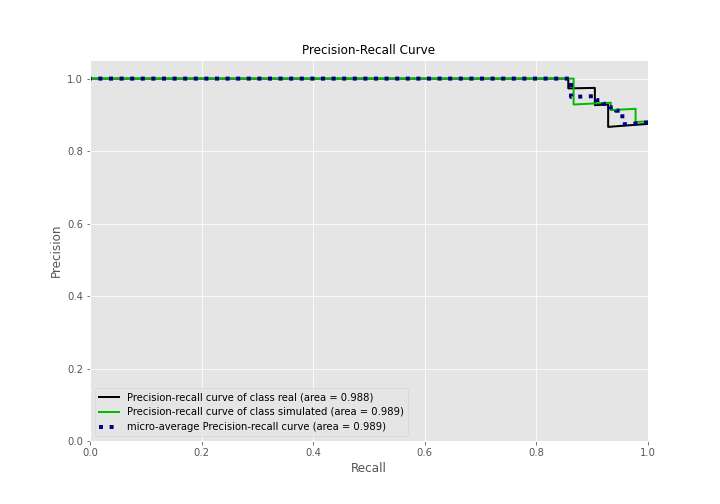 Precision-Recall Curve
1.0
0.8
0.6
0.4
0.2
0.0
Precision
Precision-recall curve of class real (area = 0.988)
Precision-recall curve of class simulated (area = 0.989)
micro-average Precision-recall curve (area = 0.989)
0.0 0.2 0.4 0.6 0.8 1.0
Recall